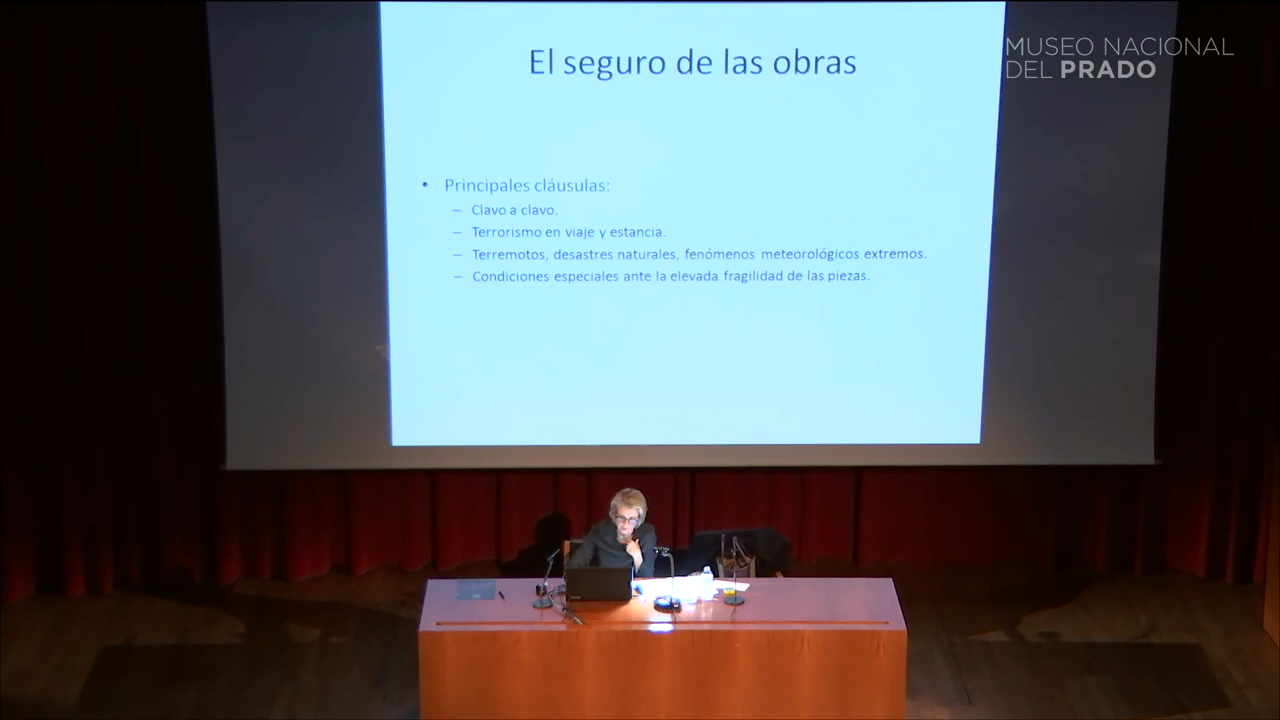 MUSEO NACIONAL
DEL PRADO
El seguro de las obras
• Principales cláusulas:
– Clavo a clavo.
– Terrorismo en viaje y estancia.
– Terremotos, desastres naturales, fenómenos meteorológicos extremos.
– Condiciones especiales ante la elevada fragilidad de las piezas.